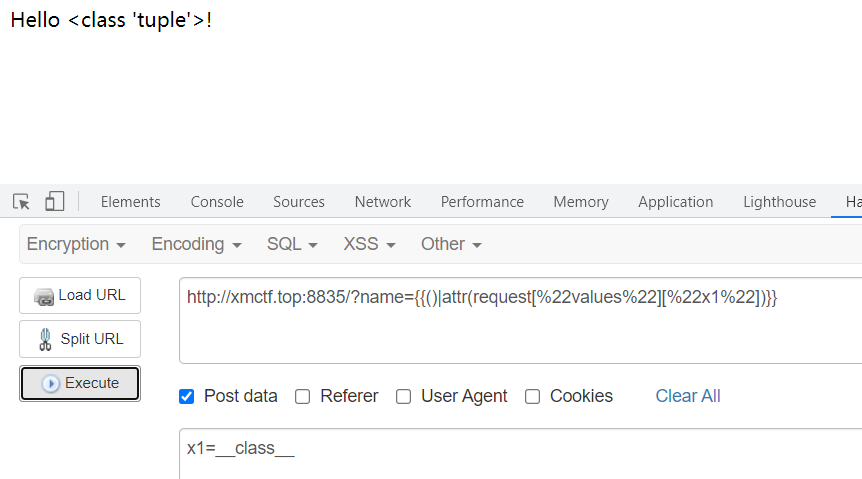 Hello <class 'tuple'>!
Elements Console Sources Network Performance Memory Application Lighthouse Ha
Encryption Encoding SQL XSS Other
Load URL http://xmctf.top:8835/?name={{()|attr(request[%22values%22][%22x1%22])}}
Split URL
Execute Post data Referer User Agent Cookies Clear All
x1=__class__